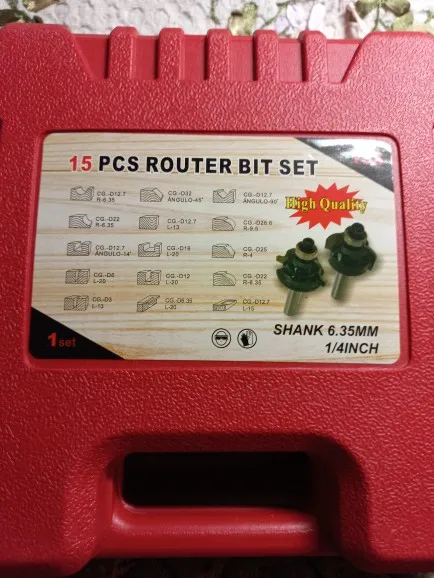 15 PCS ROUTER BIT SET
CG.-D12.7
R-6.35
CG.-D32
ÁNGULO-45°
CG.-D12.7
ÁNGULO-90°
High Quality
CG.-D22
R-6.35
CG.-D12.7
L-13
CG.-D28.6
R-9.5
CG.-D12.7
ÁNGULO-14°
CG.-D16
L-20
CG.-D25
R-4
CG.-D6
L-20
CG.-D12
L-20
CG.-D22
R-6.35
CG.-D3
L-13
CG.-D6.35
L-20
CG.-D12.7
L-15
SHANK 6.35MM
1/4INCH
1set